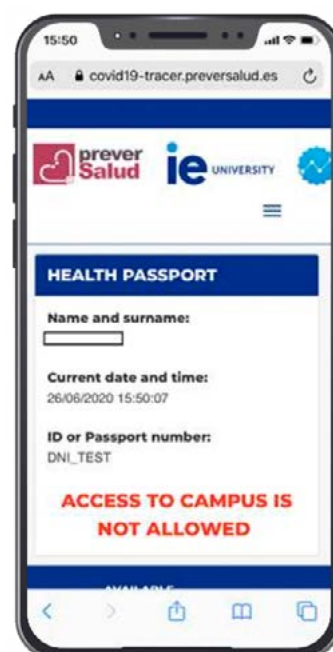 15:50
AA covid19-tracer.preversalud.es
prever
Salud
ie UNIVERSITY
HEALTH PASSPORT
Name and surname:
Current date and time:
26/06/2020 15:50:07
ID or Passport number:
DNI_TEST
ACCESS TO CAMPUS IS
NOT ALLOWED